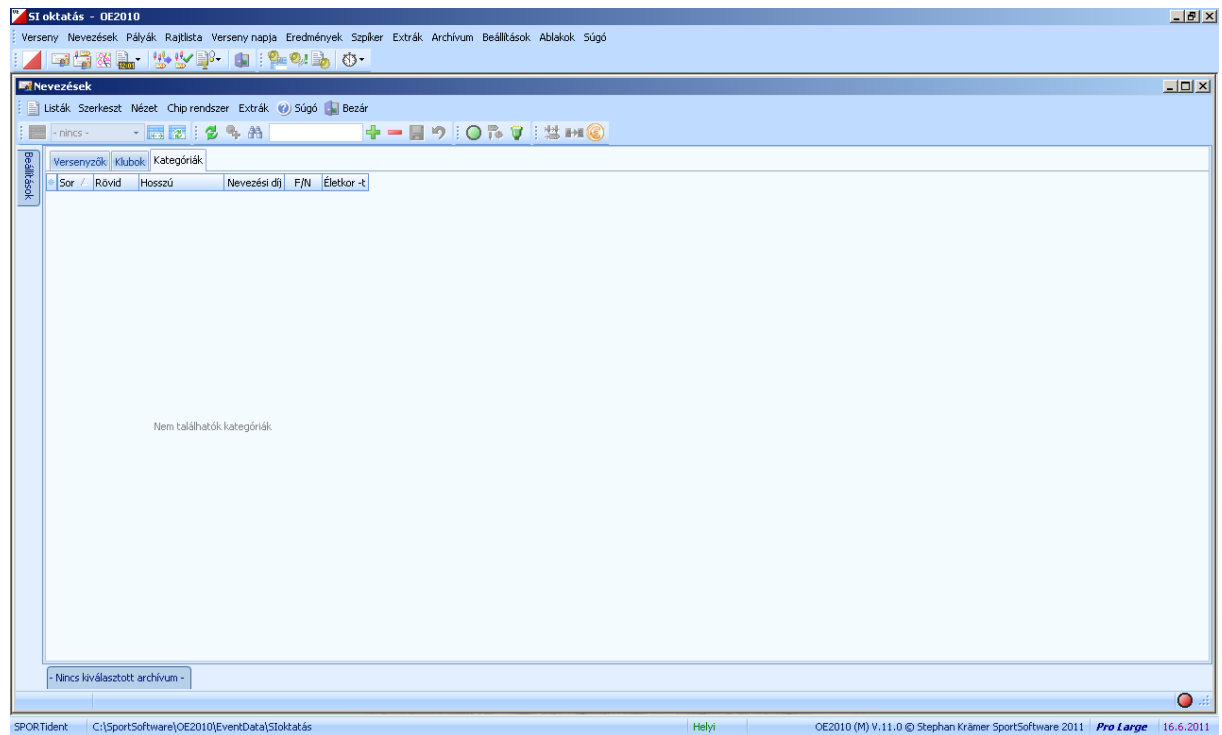 SI oktatás - OE2010
Verseny Nevezések Pályák Rajtlista Verseny napja Eredmények Szpíker Extrák Archívum Beállítások Ablakok Súgó
Nevezések
Listák Szerkeszt Nézet Chip rendszer Extrák Súgó Bezár
- nincs -
Beállítások
Versenyzők Klubok Kategóriák
Sor Rövid Hosszú Nevezési díj F/N Életkor -t
Nem találhatók kategóriák
- Nincs kiválasztott archívum -
SPORTident C:\SportSoftware\OE2010\EventData\SIoktatás Helyi OE2010 (M) V.11.0 © Stephan Krämer SportSoftware 2011 Pro Large 16.6.2011